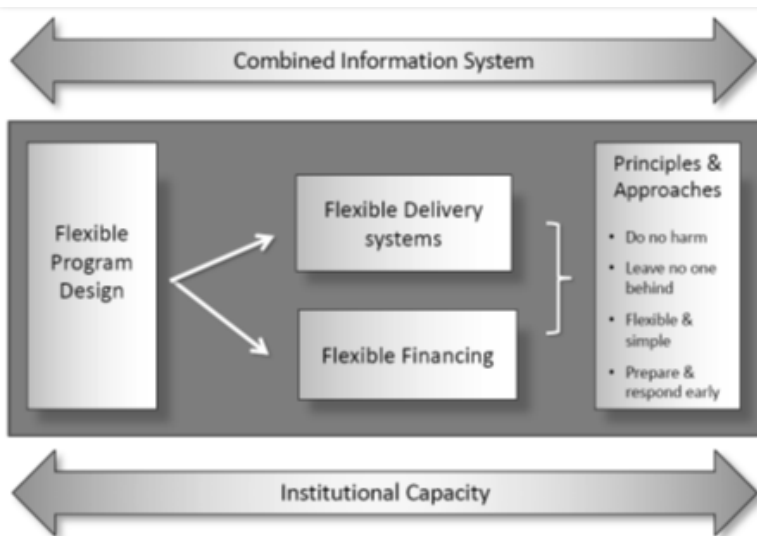 Combined Information System
Flexible
Program
Design
Flexible Delivery
systems
Flexible Financing
Principles &
Approaches
• Do no harm
• Leave no one
behind
• Flexible &
simple
• Prepare &
respond early
Institutional Capacity